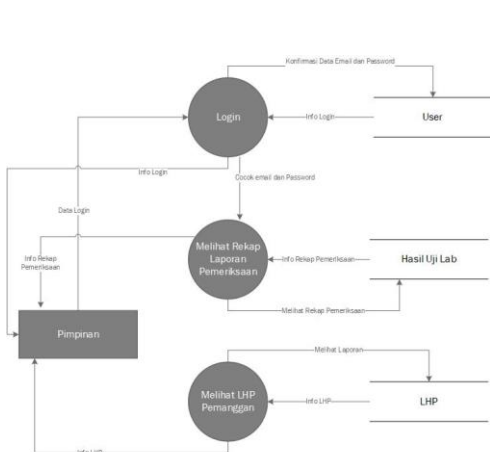 Konfirmasi Data Email dan Password
Login
Info Login
User
Info Login
Cocok email dan Password
Data Login
Melihat Rekap
Laporan
Pemeriksaan
Info Rekap
Pemeriksaan
Info Rekap Pemeriksaan
Hasil Uji Lab
Melihat Rekap Pemeriksaan
Pimpinan
Melihat Laporan
Melihat LHP
Pemanggan
Info LHP
LHP
Info LHP